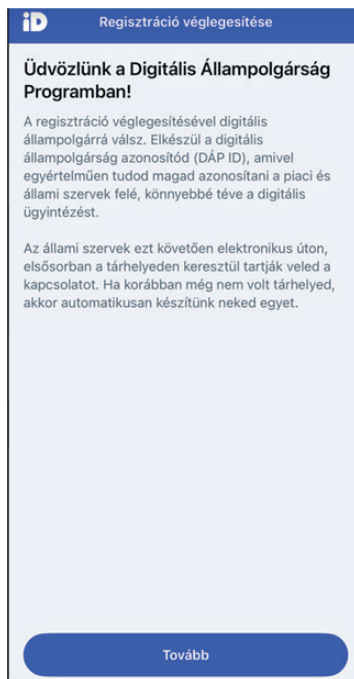 iD Regisztráció véglegesítése
Üdvözlünk a Digitális Állampolgárság
Programban!
A regisztráció véglegesítésével digitális
állampolgárrá válsz. Elkészül a digitális
állampolgárság azonosítód (DÁP ID), amivel
egyértelműen tudod magad azonosítani a piaci és
állami szervek felé, könnyebbé téve a digitális
ügyintézést.
Az állami szervek ezt követően elektronikus úton,
elsősorban a tárhelyeden keresztül tartják veled a
kapcsolatot. Ha korábban még nem volt tárhelyed,
akkor automatikusan készítünk neked egyet.
Tovább